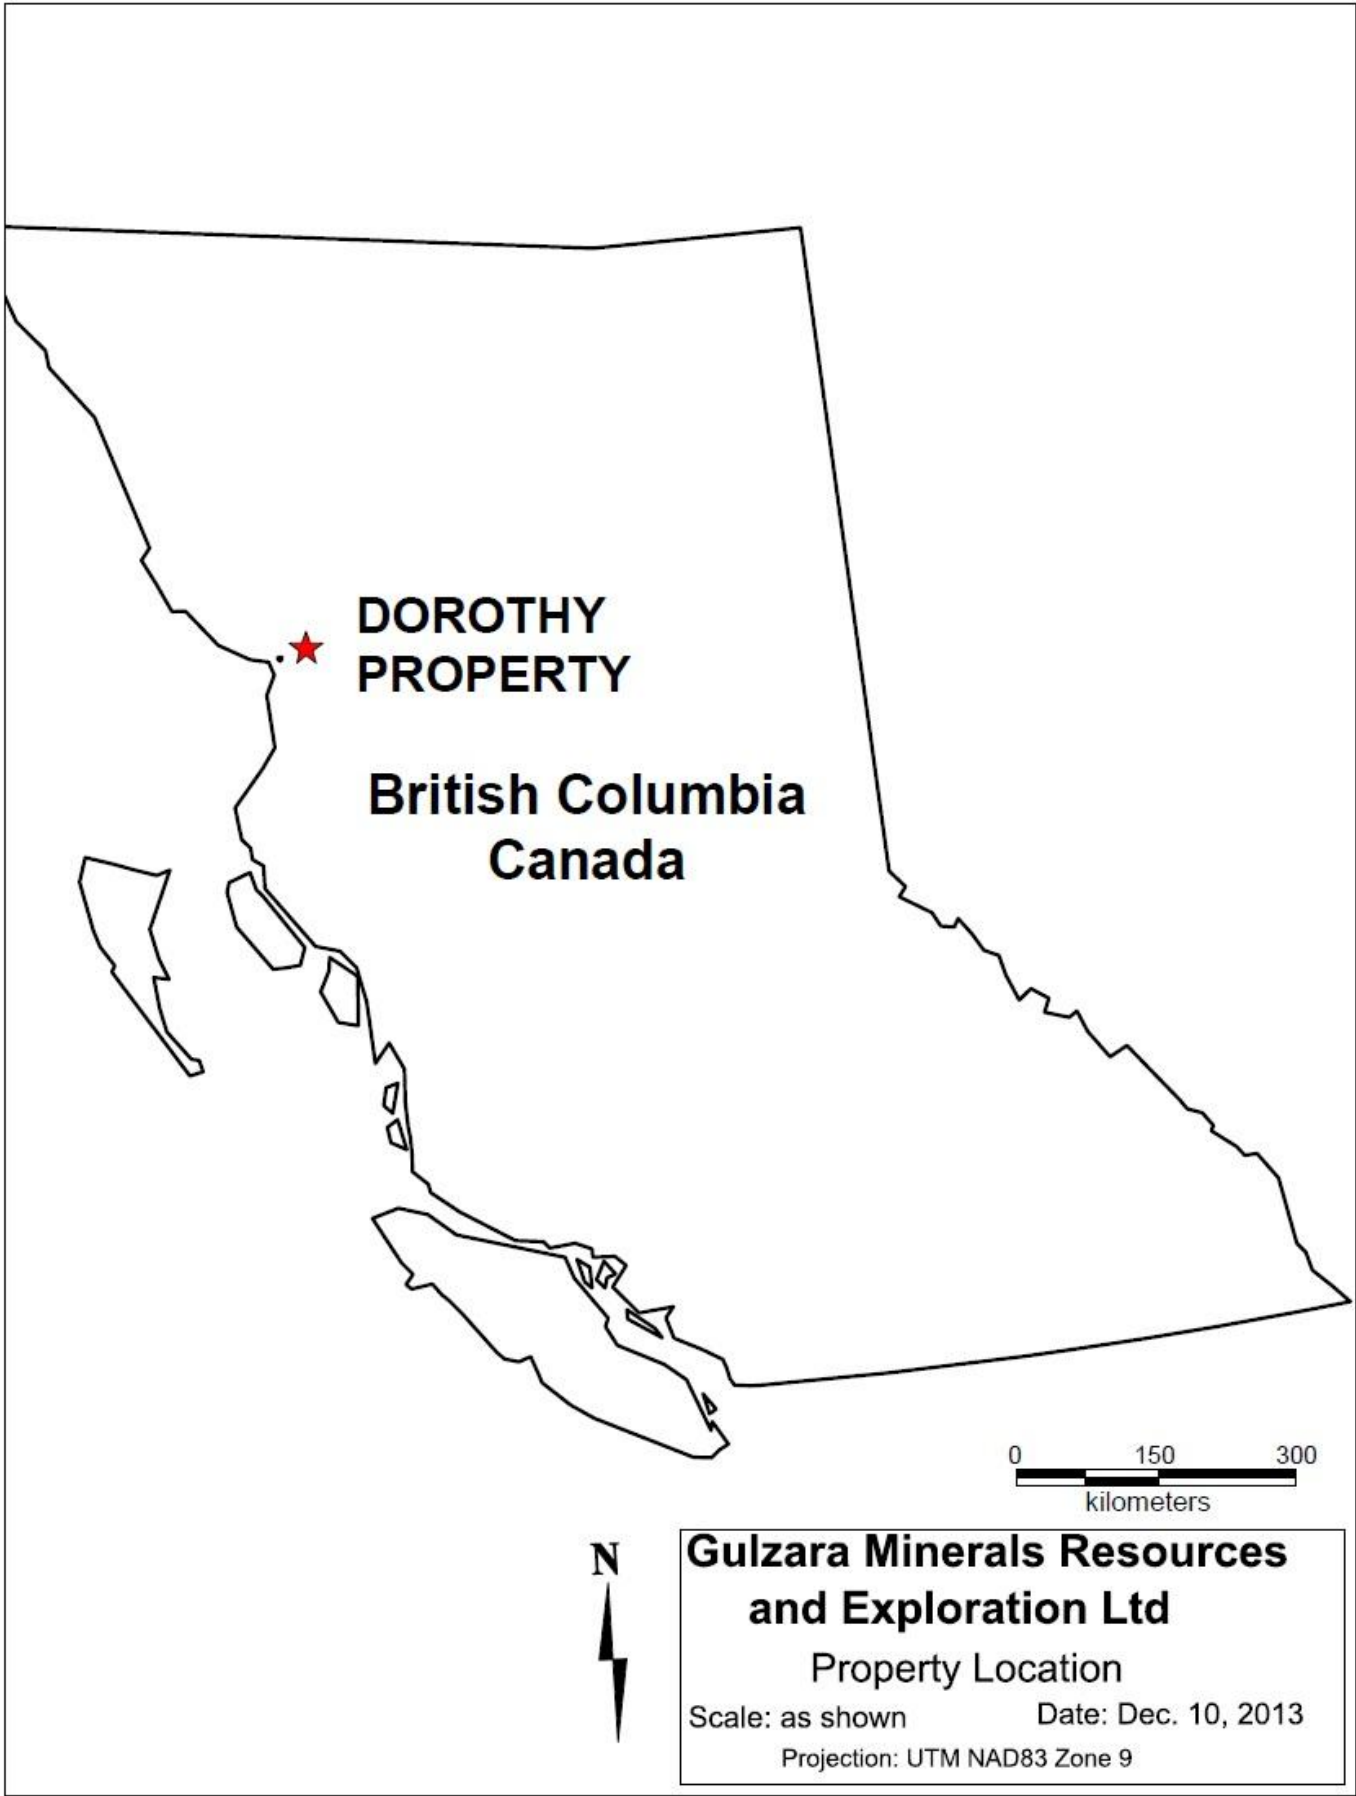 DOROTHY
PROPERTY
British Columbia
Canada
0 150 300
kilometers
N
Gulzara Minerals Resources
and Exploration Ltd
Property Location
Scale: as shown Date: Dec. 10, 2013
Projection: UTM NAD83 Zone 9